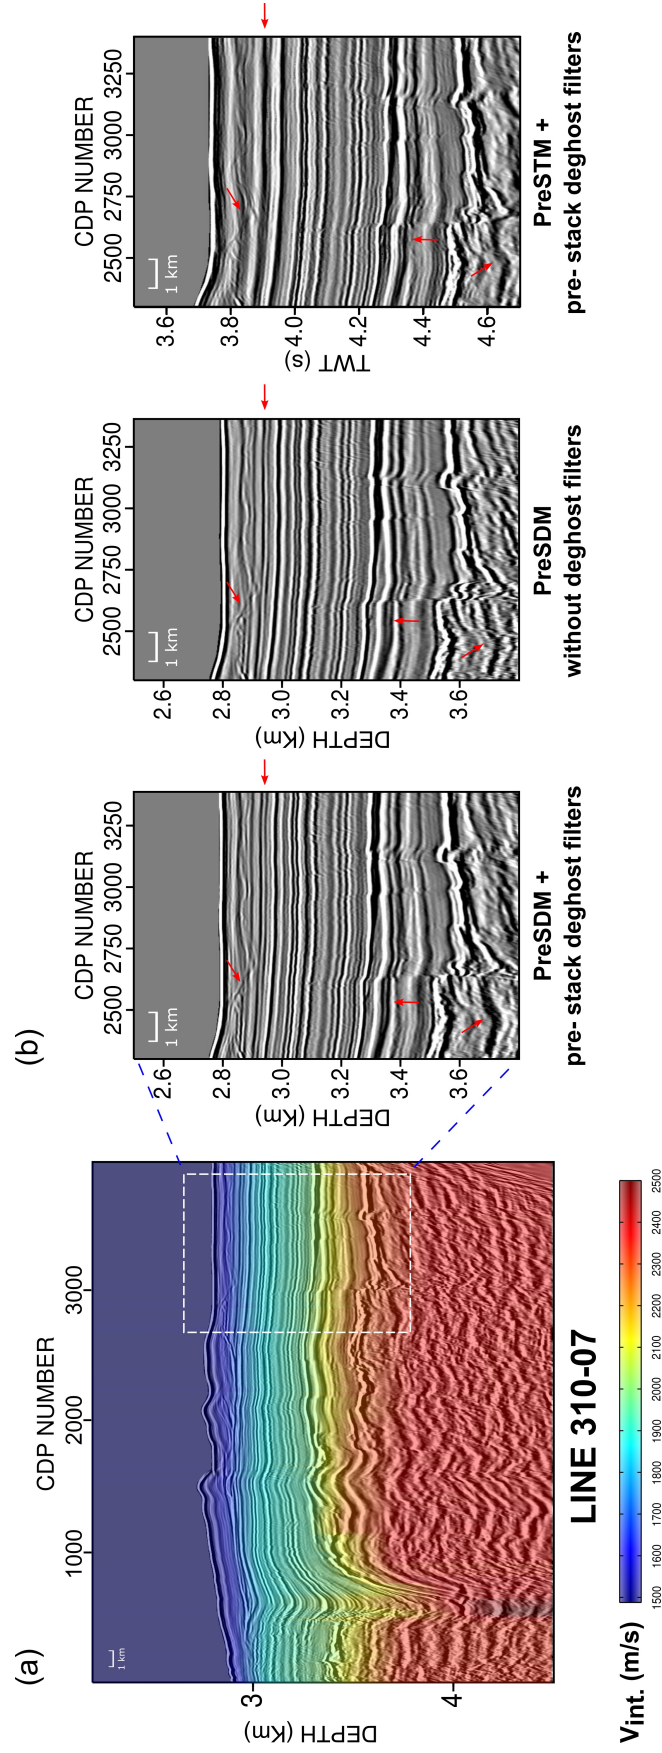 (a)
CDP NUMBER
1000
2000
3000
1 km
DEPTH (Km)
3
4
LINE 310-07
Vint. (m/s)
1500 1600 1700 1800 1900 2000 2100 2200 2300 2400 2500
(b)
CDP NUMBER
2500 2750 3000 3250
1 km
DEPTH (Km)
2.6
2.8
3.0
3.2
3.4
3.6
PreSDM +
pre- stack deghost filters
CDP NUMBER
2500 2750 3000 3250
1 km
DEPTH (Km)
2.6
2.8
3.0
3.2
3.4
3.6
PreSDM
without deghost filters
CDP NUMBER
2500 2750 3000 3250
1 km
TWT (s)
3.6
3.8
4.0
4.2
4.4
4.6
PreSTM +
pre- stack deghost filters